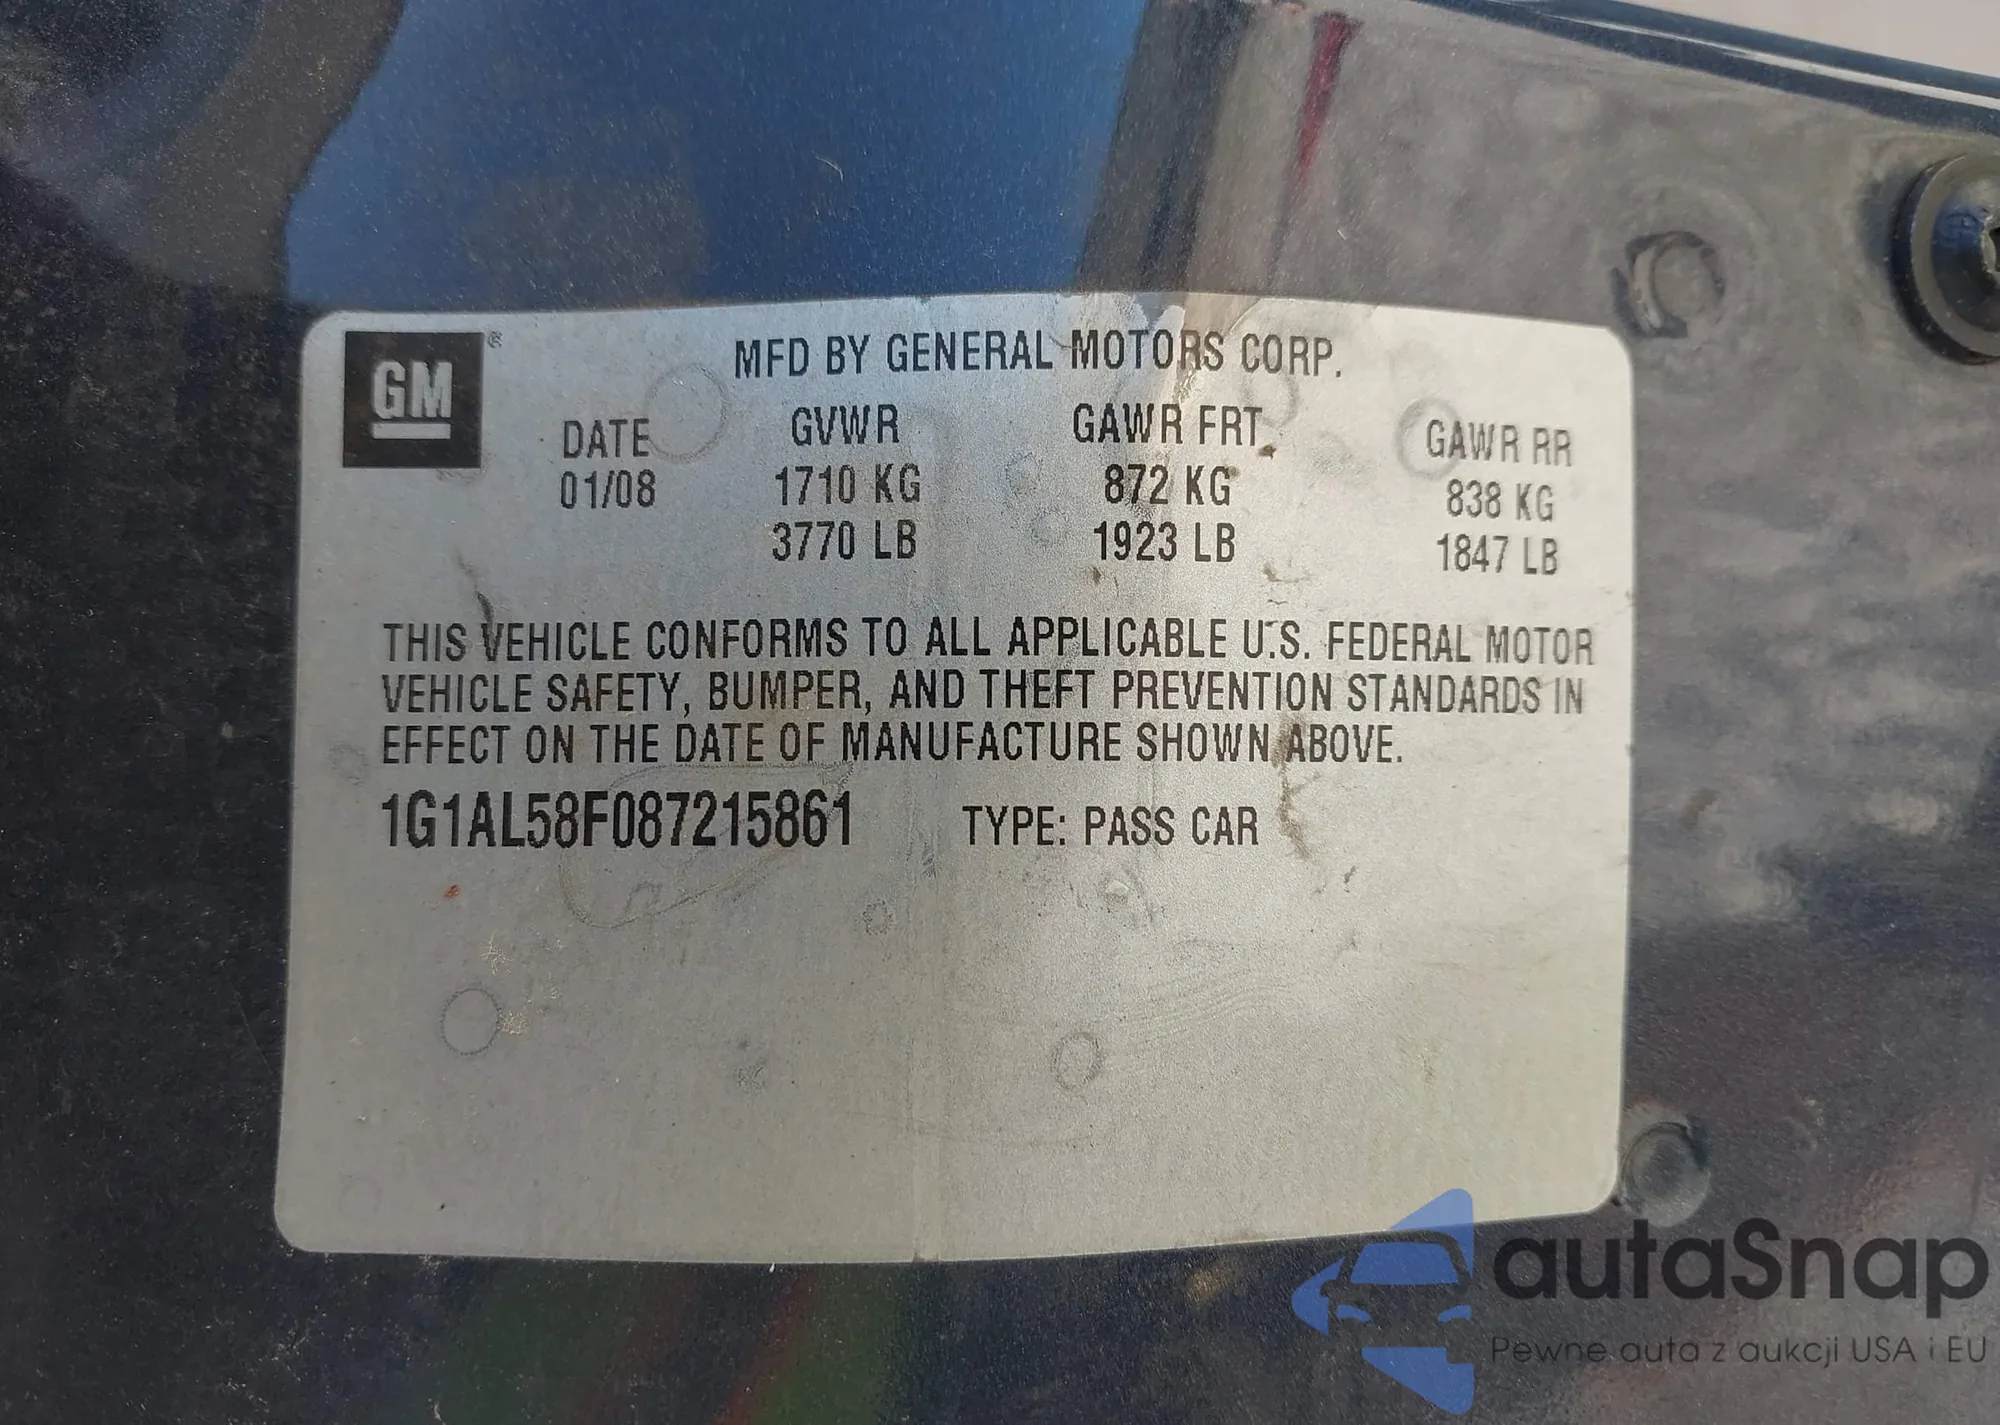 GM ®
MFD BY GENERAL MOTORS CORP.
DATE GVWR GAWR FRT GAWR RR
01/08 1710 KG 872 KG 838 KG
3770 LB 1923 LB 1847 LB
THIS VEHICLE CONFORMS TO ALL APPLICABLE U.S. FEDERAL MOTOR
VEHICLE SAFETY, BUMPER, AND THEFT PREVENTION STANDARDS IN
EFFECT ON THE DATE OF MANUFACTURE SHOWN ABOVE.
1G1AL58F087215861 TYPE: PASS CAR
autaSnap
Pewne auta z aukcji USA i EU